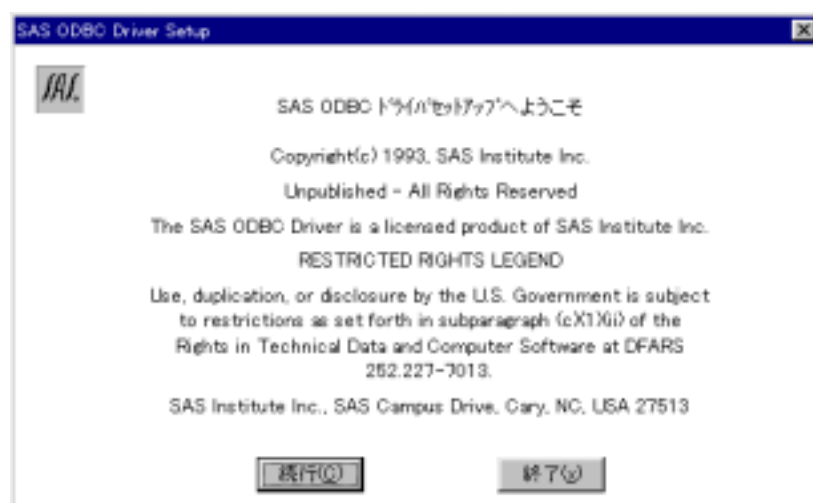 SAS ODBC Driver Setup
SAS
SAS ODBC ﾄﾞﾗｲﾊﾞｾｯﾄｱｯﾌﾟへようこそ
Copyright(c) 1993, SAS Institute Inc.
Unpublished - All Rights Reserved
The SAS ODBC Driver is a licensed product of SAS Institute Inc.
RESTRICTED RIGHTS LEGEND
Use, duplication, or disclosure by the U.S. Government is subject
to restrictions as set forth in subparagraph (c)(1)(ii) of the
Rights in Technical Data and Computer Software at DFARS
252.227-7013.
SAS Institute Inc., SAS Campus Drive, Cary, NC, USA 27513
続行(C)
終了(x)